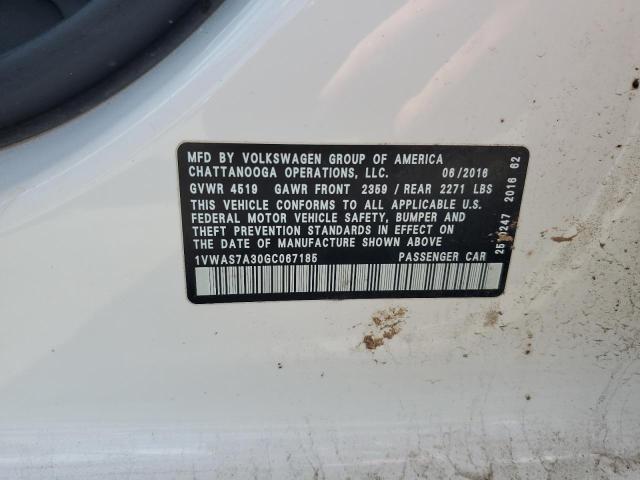 MFD BY VOLKSWAGEN GROUP OF AMERICA
CHATTANOOGA OPERATIONS, LLC. 06/2016
GVWR 4519 GAWR FRONT 2359 / REAR 2271 LBS
THIS VEHICLE CONFORMS TO ALL APPLICABLE U.S.
FEDERAL MOTOR VEHICLE SAFETY, BUMPER AND
THEFT PREVENTION STANDARDS IN EFFECT ON
THE DATE OF MANUFACTURE SHOWN ABOVE
1VWAS7A30GC067185 PASSENGER CAR
2016 62